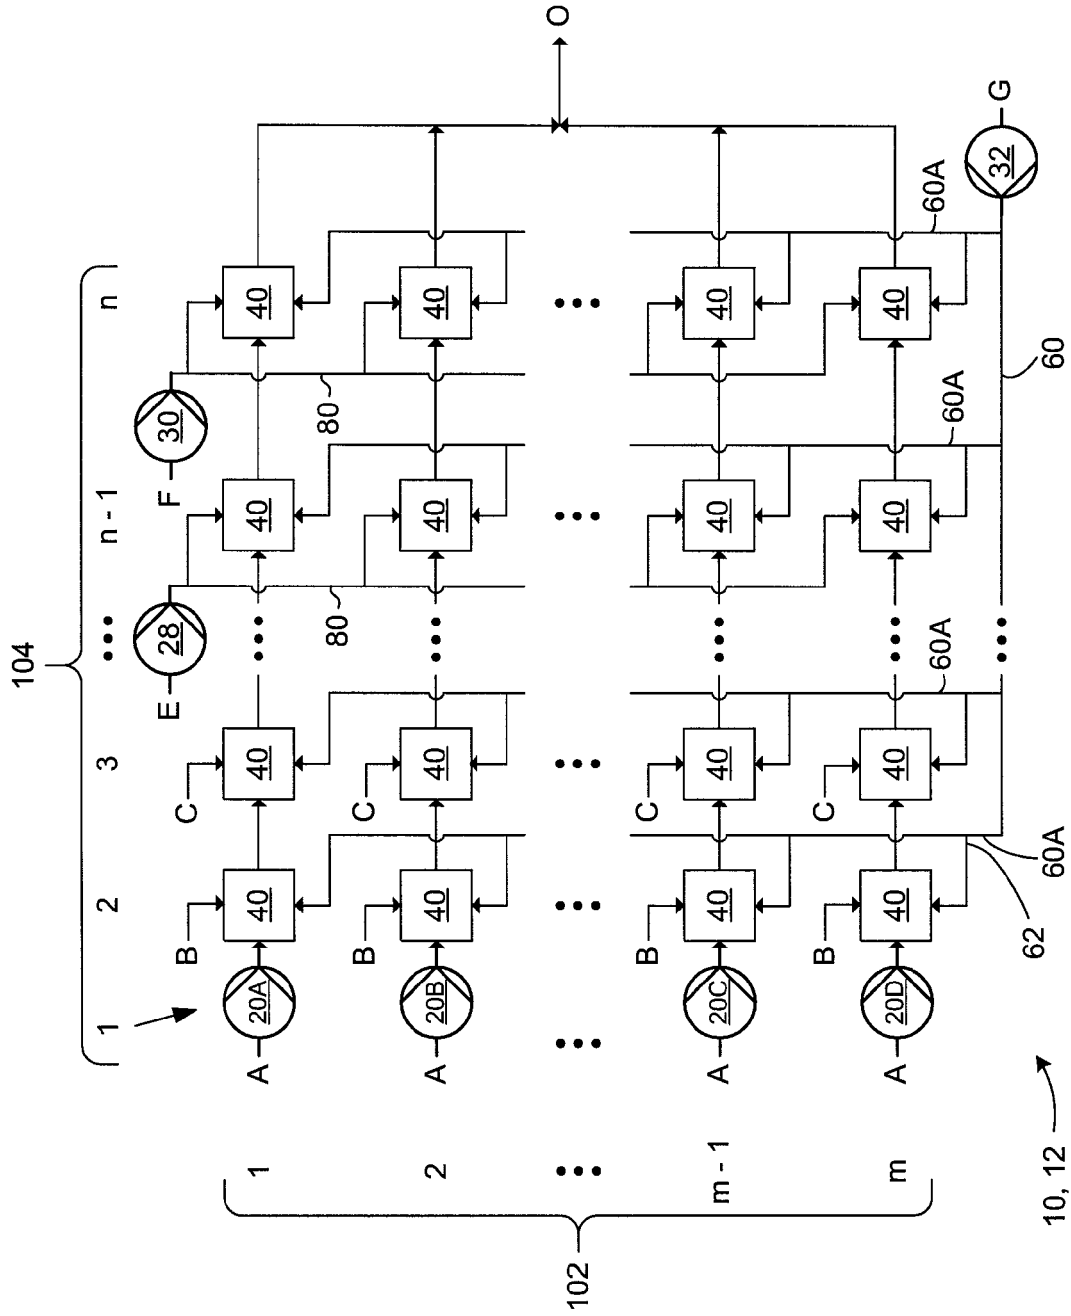 104
1 2 3 ••• n - 1 n
E 28 F 30
B C
1 A 20A 40 40 ••• 40 40
80 80
B C
2 A 20B 40 40 ••• 40 40
102
••• ••• ••• ••• ••• ••• O
B C
m - 1 A 20C 40 40 ••• 40 40
B C
m A 20D 40 40 ••• 40 40
60A 60A 60A
••• 32 G
10, 12 62 60A 60